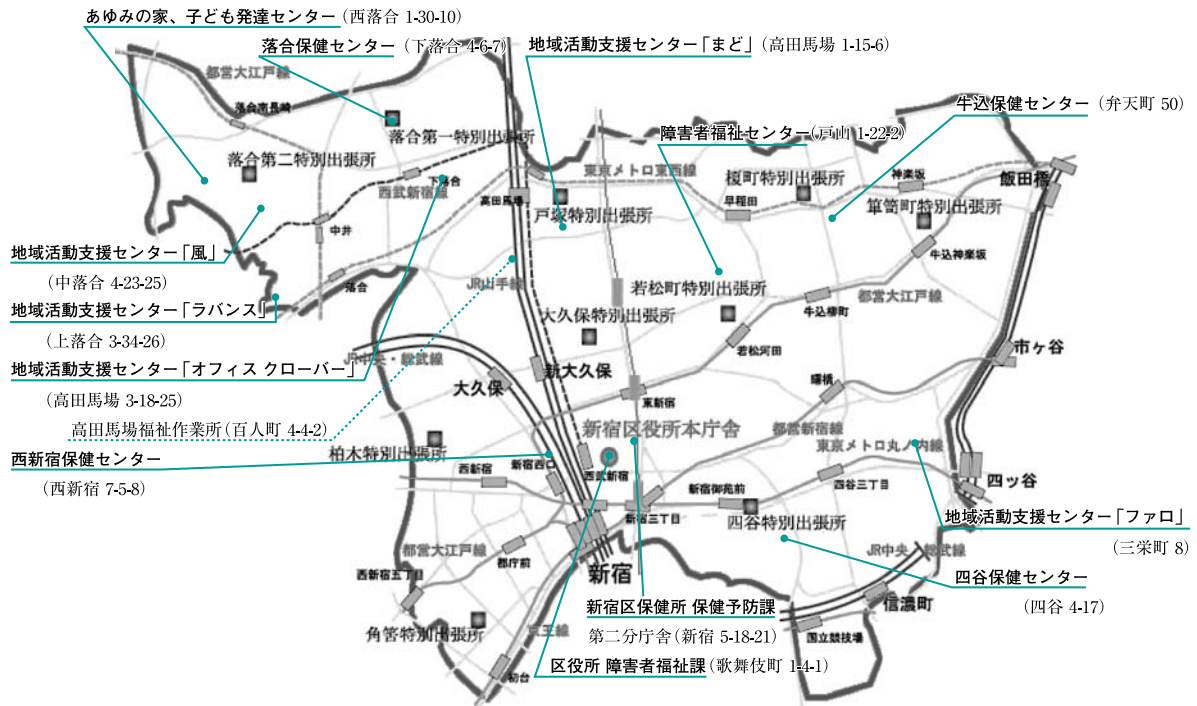 あゆみの家、子ども発達センター (西落合 1-30-10)
落合保健センター (下落合 4-6-7)
地域活動支援センター「まど」(高田馬場 1-15-6)
都営大江戸線
牛込保健センター (弁天町 50)
落合南長崎
落合第一特別出張所
障害者福祉センター(戸山 1-22-2)
落合第二特別出張所
東京メトロ東西線
下落合
西武新宿線
榎町特別出張所
神楽坂
飯田橋
高田馬場
戸塚特別出張所
早稲田
箪笥町特別出張所
中井
地域活動支援センター「風」
(中落合 4-23-25)
牛込神楽坂
落合
JR山手線
若松町特別出張所
都営大江戸線
地域活動支援センター「ラバンス」
(上落合 3-34-26)
大久保特別出張所
牛込柳町
JR中央・総武線
若松河田
市ヶ谷
地域活動支援センター「オフィス クローバー」
(高田馬場 3-18-25)
大久保
新大久保
曙橋
東新宿
高田馬場福祉作業所(百人町 4-4-2)
新宿区役所本庁舎
都営新宿線
柏木特別出張所
東京メトロ丸ノ内線
西新宿保健センター
(西新宿 7-5-8)
西新宿
新宿西口
西武新宿
四谷三丁目
四ッ谷
新宿御苑前
新宿三丁目
四谷特別出張所
地域活動支援センター「ファロ」
(三栄町 8)
都営大江戸線
都庁前
JR中央・総武線
西新宿五丁目
新宿
四谷保健センター
(四谷 4-17)
信濃町
新宿区保健所 保健予防課
第二分庁舎(新宿 5-18-21)
角筈特別出張所
京王線
国立競技場
区役所 障害者福祉課(歌舞伎町 1-4-1)
初台